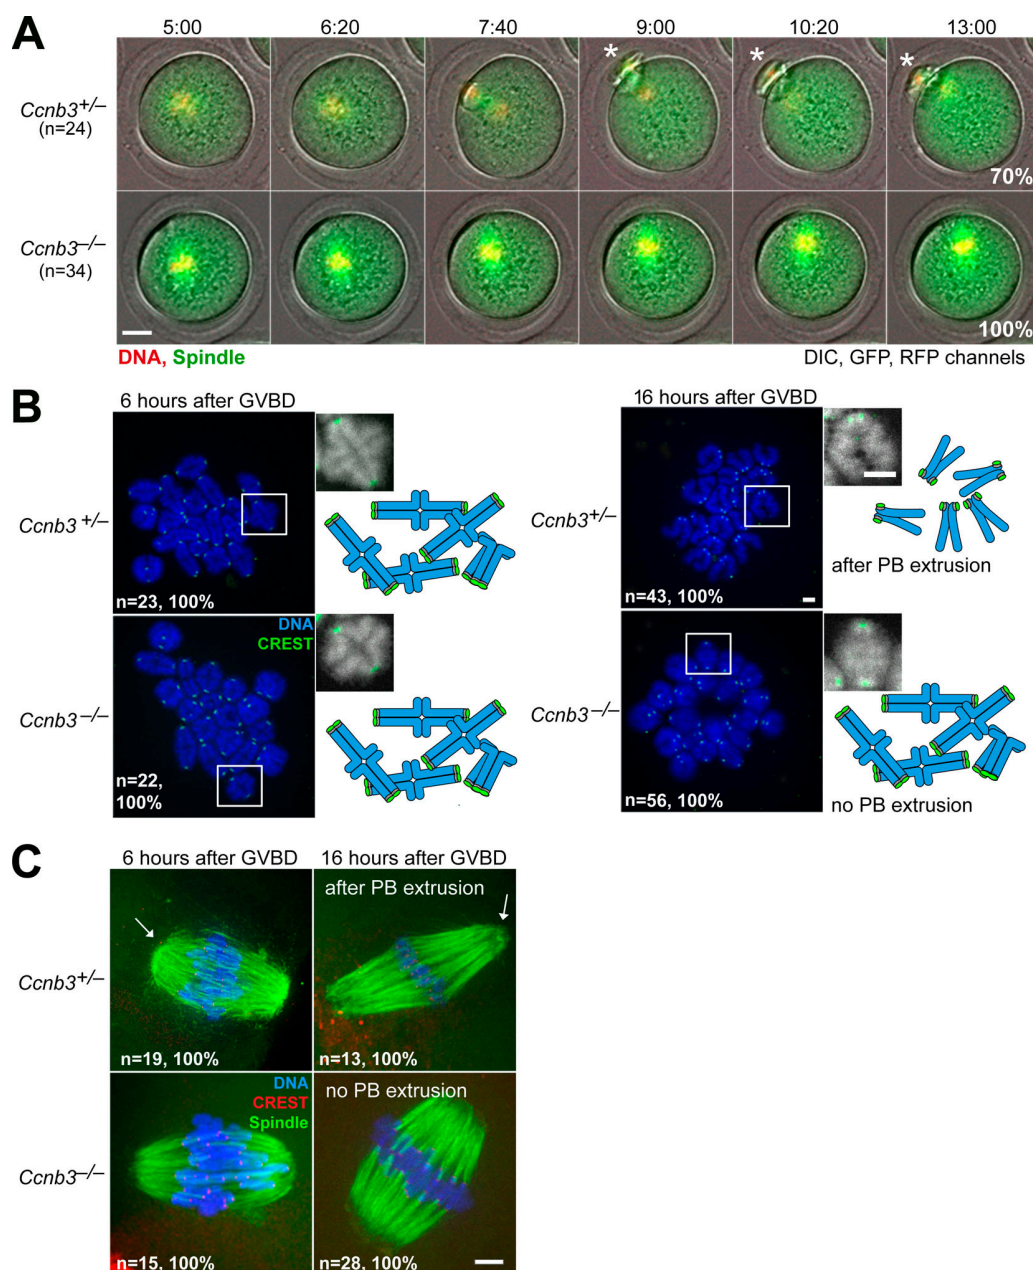 A
5:00 6:20 7:40 9:00 10:20 13:00
* * *
Ccnb3+/–
(n=24)
70%
Ccnb3–/–
(n=34)
100%
DNA, Spindle
DIC, GFP, RFP channels
B
6 hours after GVBD
16 hours after GVBD
Ccnb3+/–
n=23, 100%
Ccnb3+/–
after PB extrusion
n=43, 100%
DNA
CREST
Ccnb3–/–
n=22,
100%
Ccnb3–/–
n=56, 100%
no PB extrusion
C
6 hours after GVBD
16 hours after GVBD
after PB extrusion
Ccnb3+/–
n=19, 100%
n=13, 100%
DNA
CREST
Spindle
no PB extrusion
Ccnb3–/–
n=15, 100%
n=28, 100%